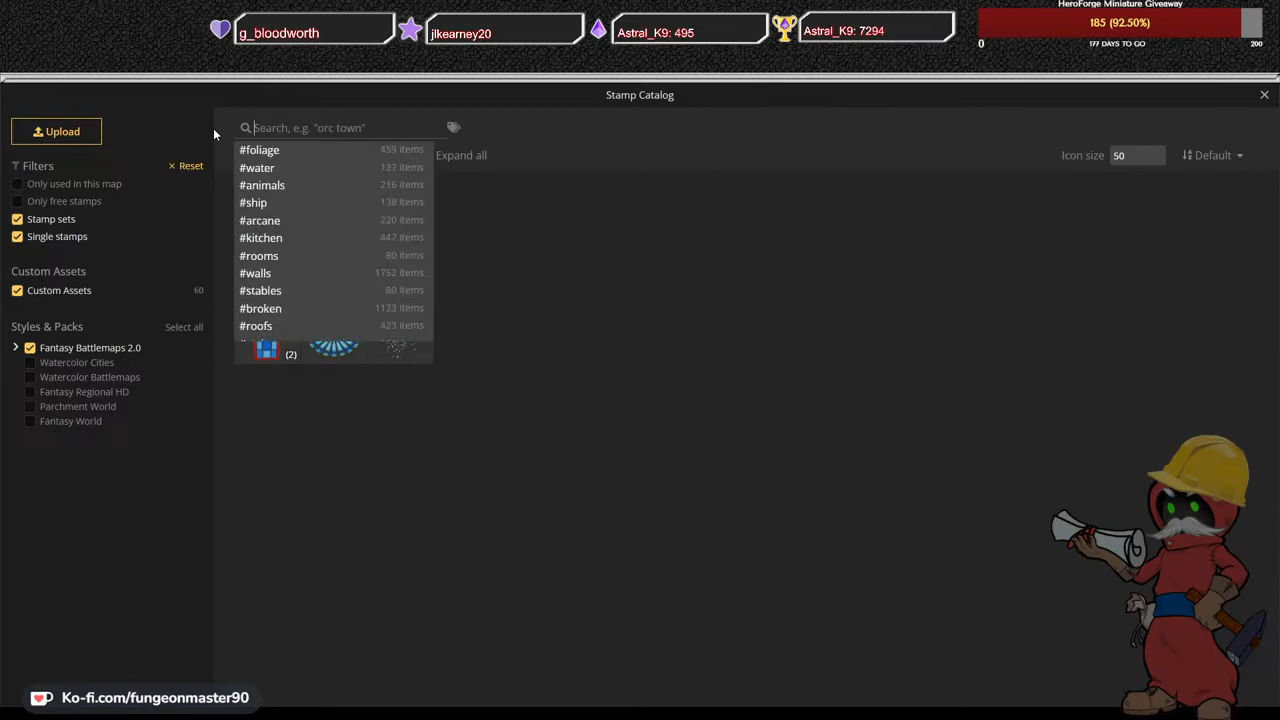 HeroForge Miniature Giveaway
g_bloodworth
jlkearney20
Astral_K9: 495
Astral_K9: 7294
185 (92.50%)
0
177 DAYS TO GO
200
Stamp Catalog
Upload
Search, e.g. "orc town"
Filters
Reset
Expand all
Icon size
50
Default
Only used in this map
Only free stamps
Stamp sets
Single stamps
Custom Assets
Custom Assets 60
Styles & Packs
Select all
Fantasy Battlemaps 2.0
Watercolor Cities
Watercolor Battlemaps
Fantasy Regional HD
Parchment World
Fantasy World
#foliage 459 items
#water 137 items
#animals 216 items
#ship 138 items
#arcane 220 items
#kitchen 447 items
#rooms 80 items
#walls 1752 items
#stables 80 items
#broken 1123 items
#roofs 423 items
(2)
Ko-fi.com/fungeonmaster90